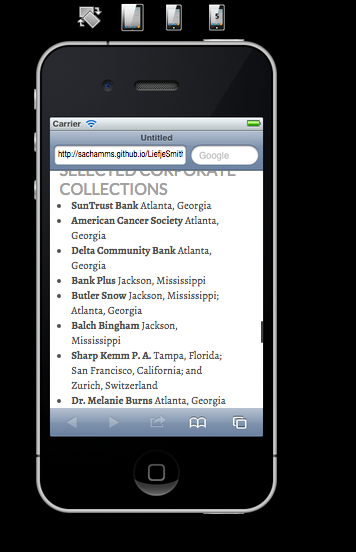 5
Carrier
Untitled
http://sachamms.github.io/LiefjeSmith
Google
SELECTED CORPORATE
COLLECTIONS
SunTrust Bank Atlanta, Georgia
American Cancer Society Atlanta,
Georgia
Delta Community Bank Atlanta,
Georgia
Bank Plus Jackson, Mississippi
Butler Snow Jackson, Mississippi;
Atlanta, Georgia
Balch Bingham Jackson,
Mississippi
Sharp Kemm P. A. Tampa, Florida;
San Francisco, California; and
Zurich, Switzerland
Dr. Melanie Burns Atlanta, Georgia